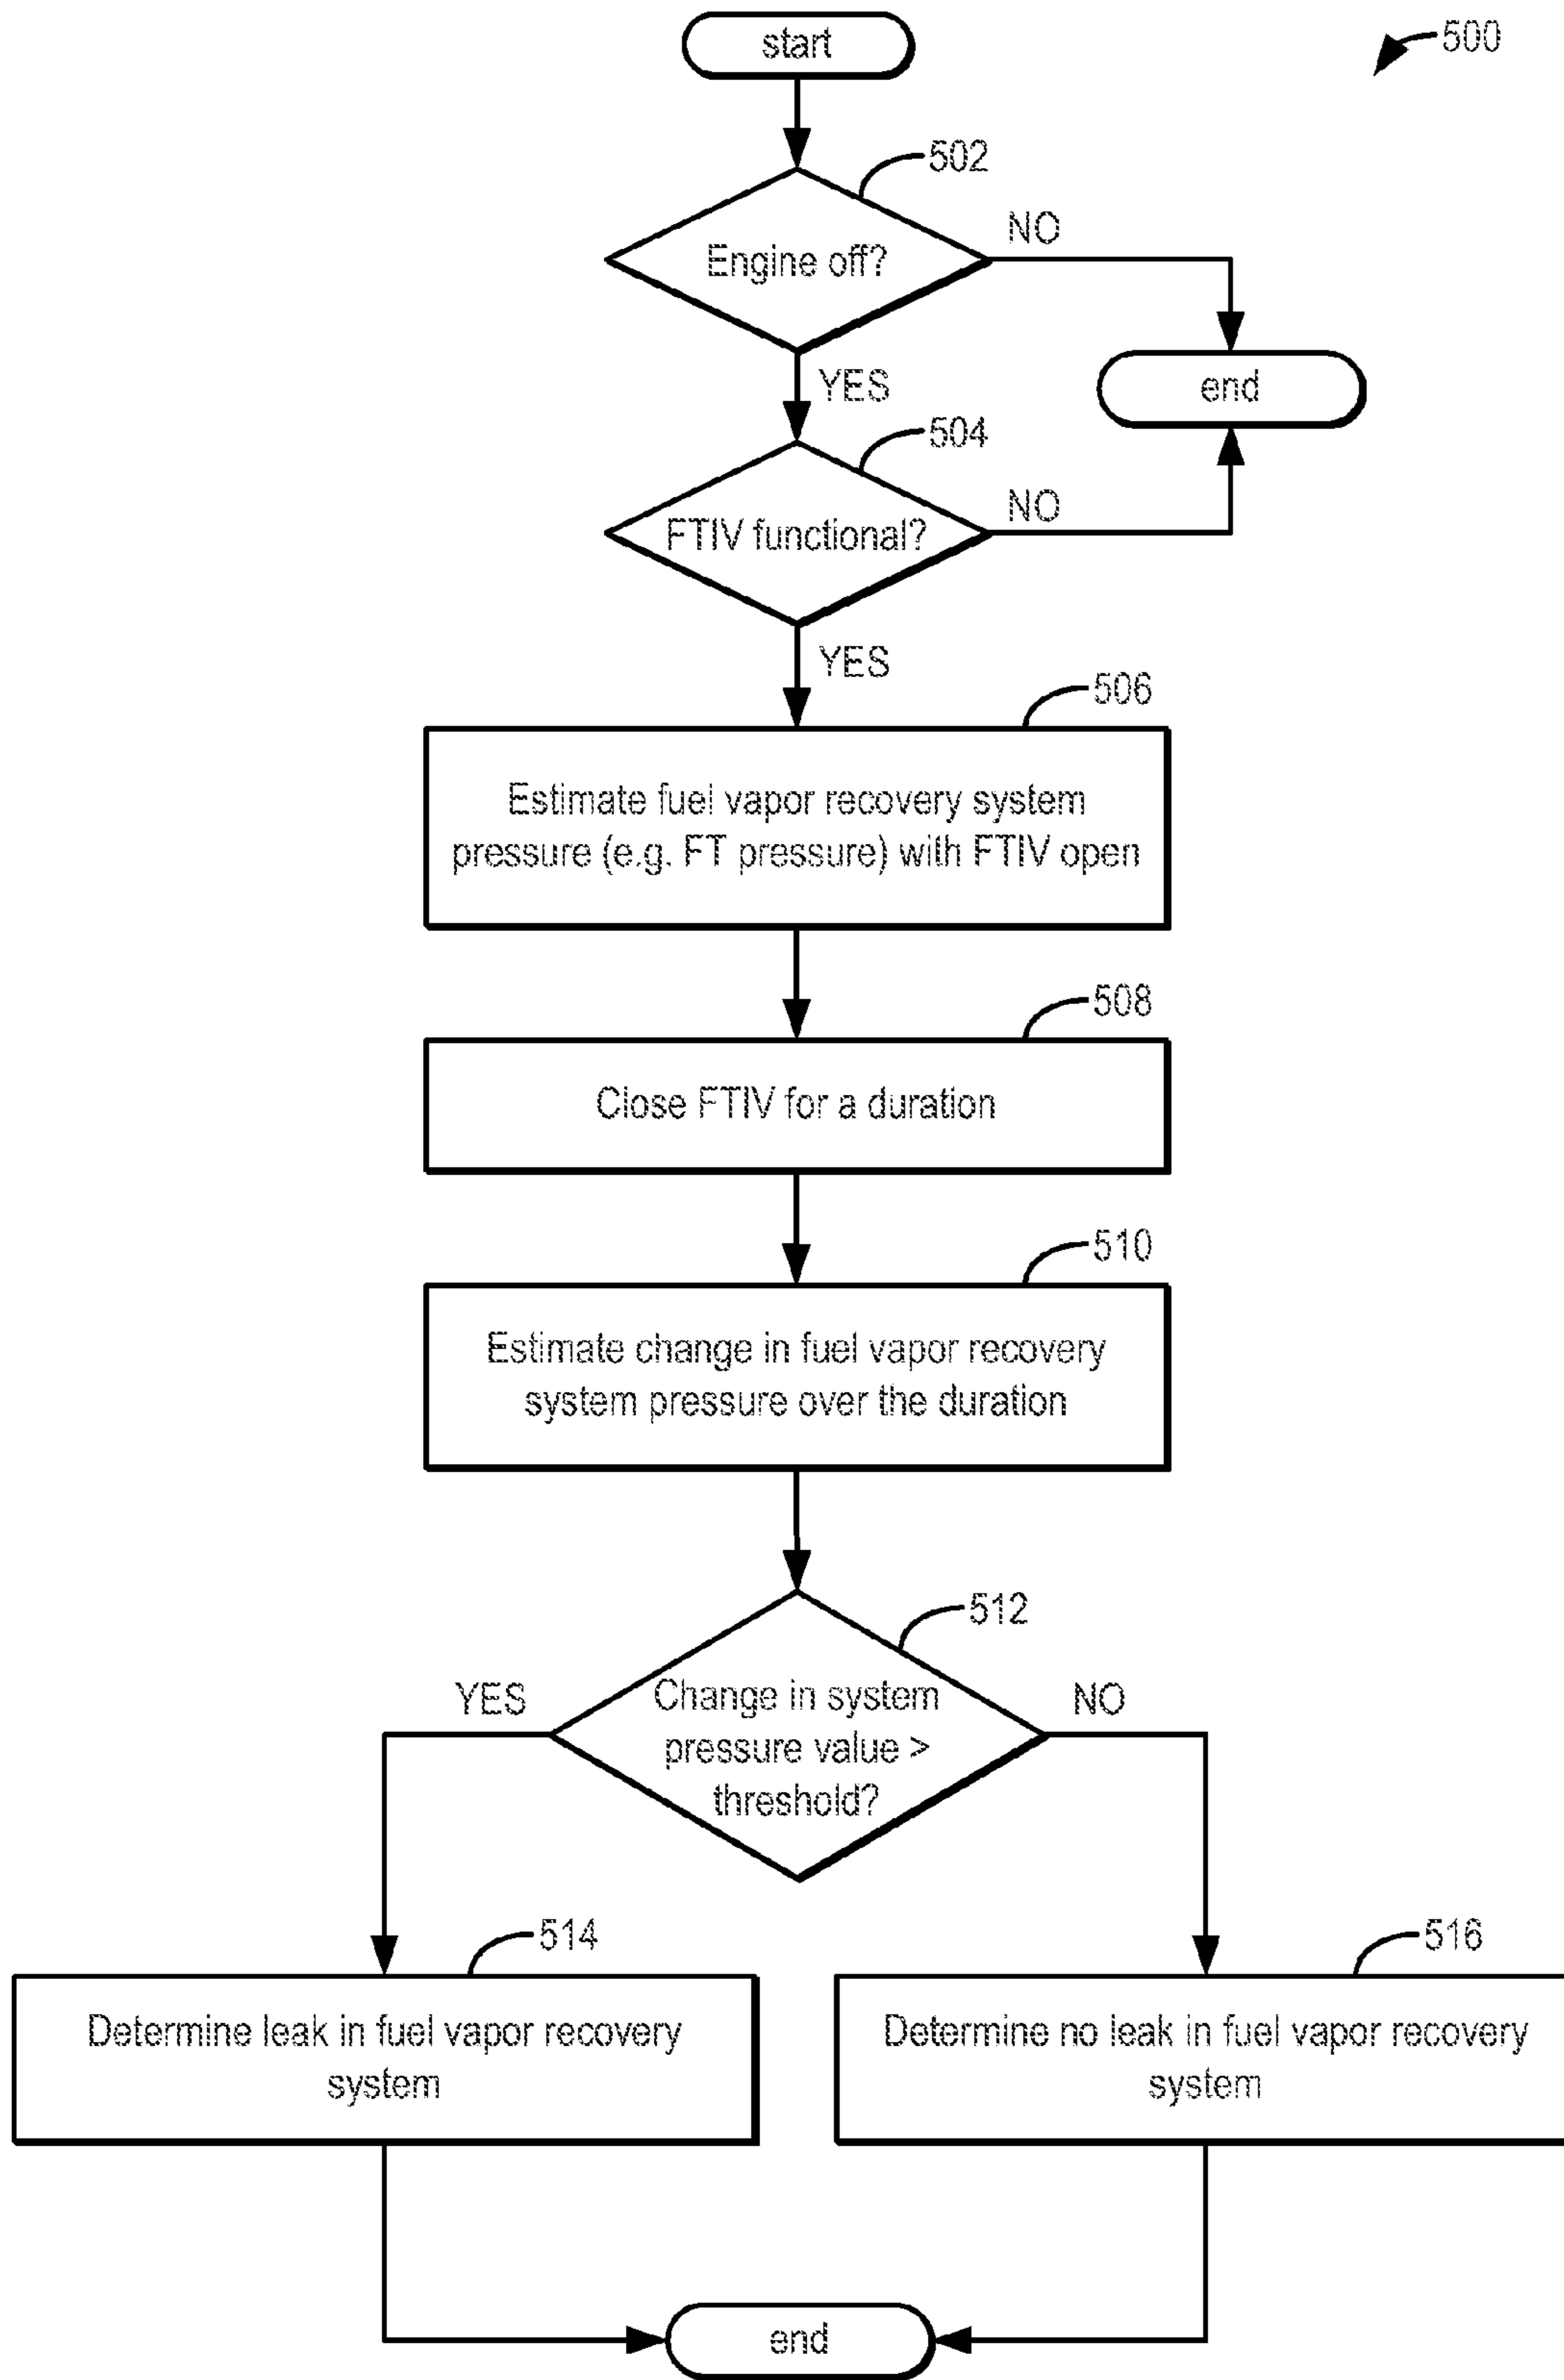 start
500
502
Engine off?
NO
YES
end
504
FTIV functional?
NO
YES
506
Estimate fuel vapor recovery system
pressure (e.g. FT pressure) with FTIV open
508
Close FTIV for a duration
510
Estimate change in fuel vapor recovery
system pressure over the duration
512
YES
Change in system
pressure value >
threshold?
NO
514
Determine leak in fuel vapor recovery
system
516
Determine no leak in fuel vapor recovery
system
end